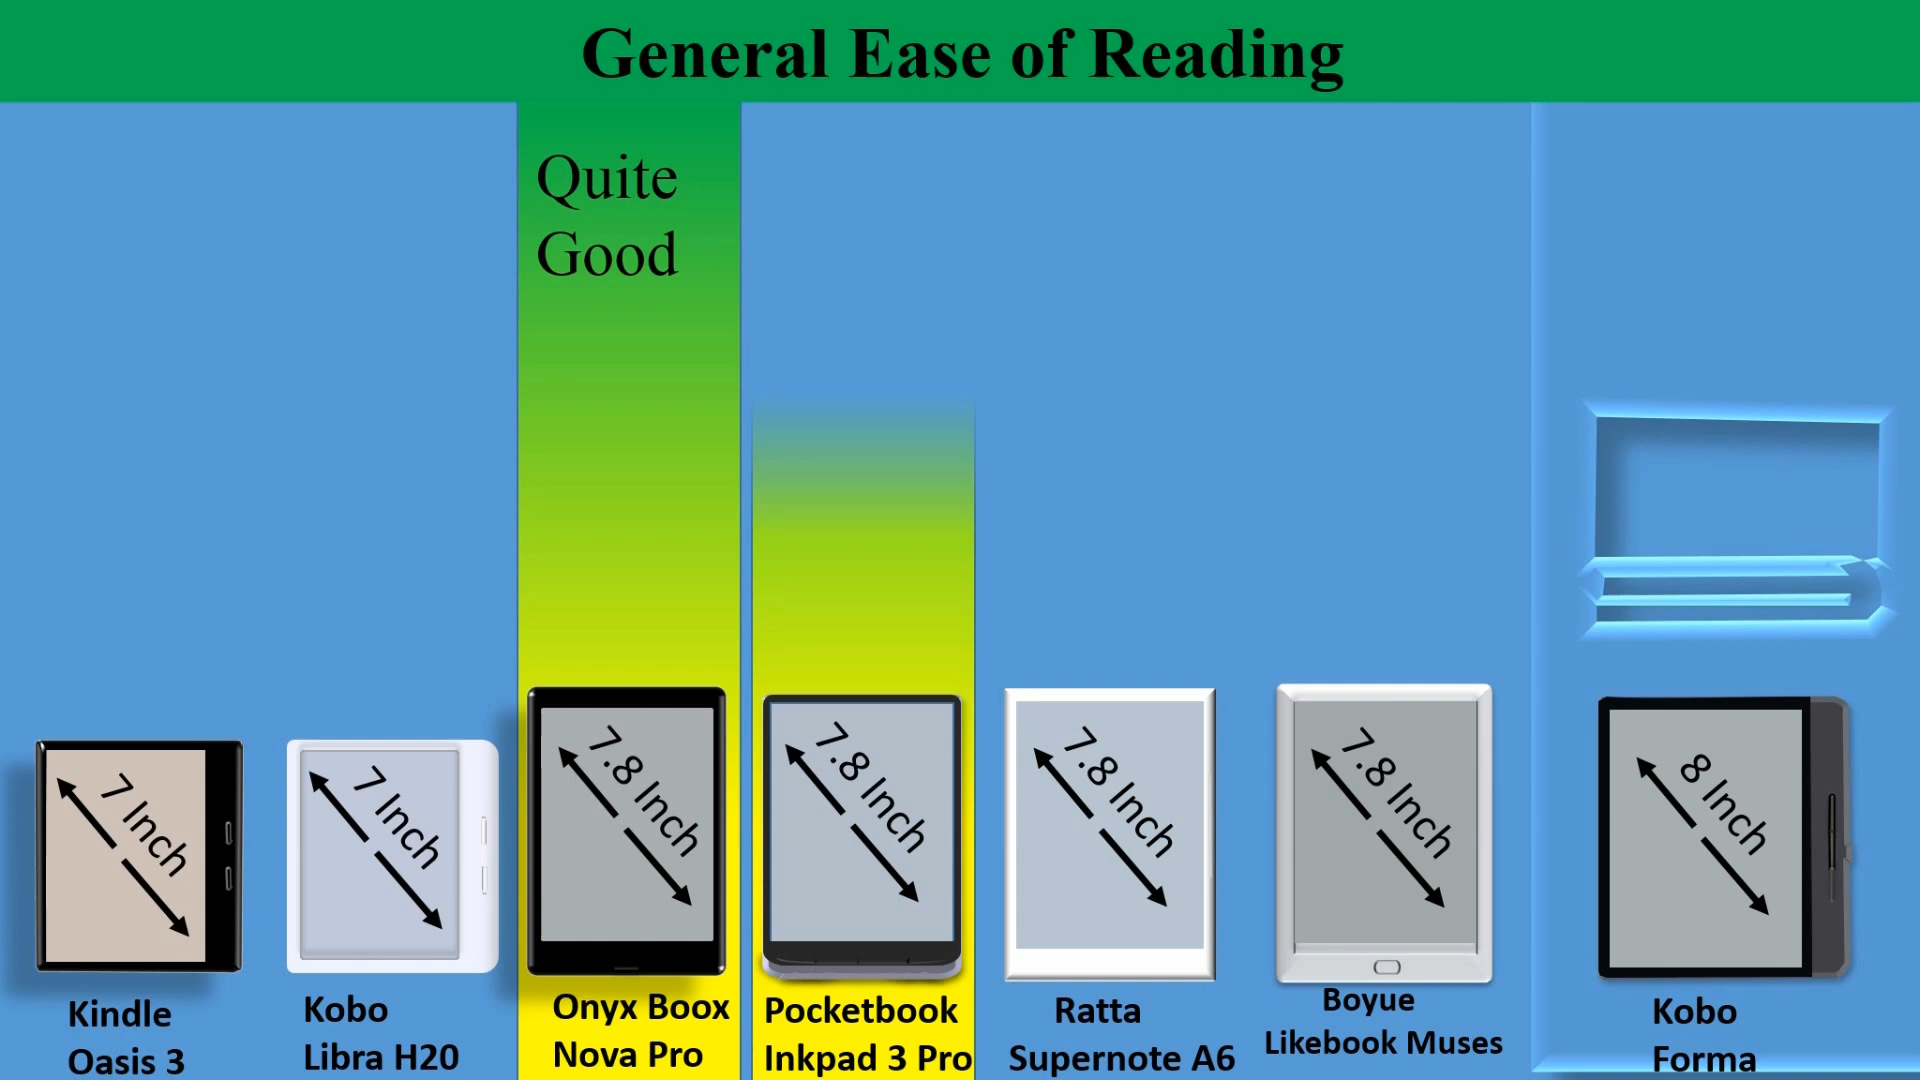 General Ease of Reading
Quite
Good
7 Inch
7 Inch
7.8 Inch
7.8 Inch
7.8 Inch
7.8 Inch
8 Inch
Kindle
Oasis 3
Kobo
Libra H20
Onyx Boox
Nova Pro
Pocketbook
Inkpad 3 Pro
Ratta
Supernote A6
Boyue
Likebook Muses
Kobo
Forma